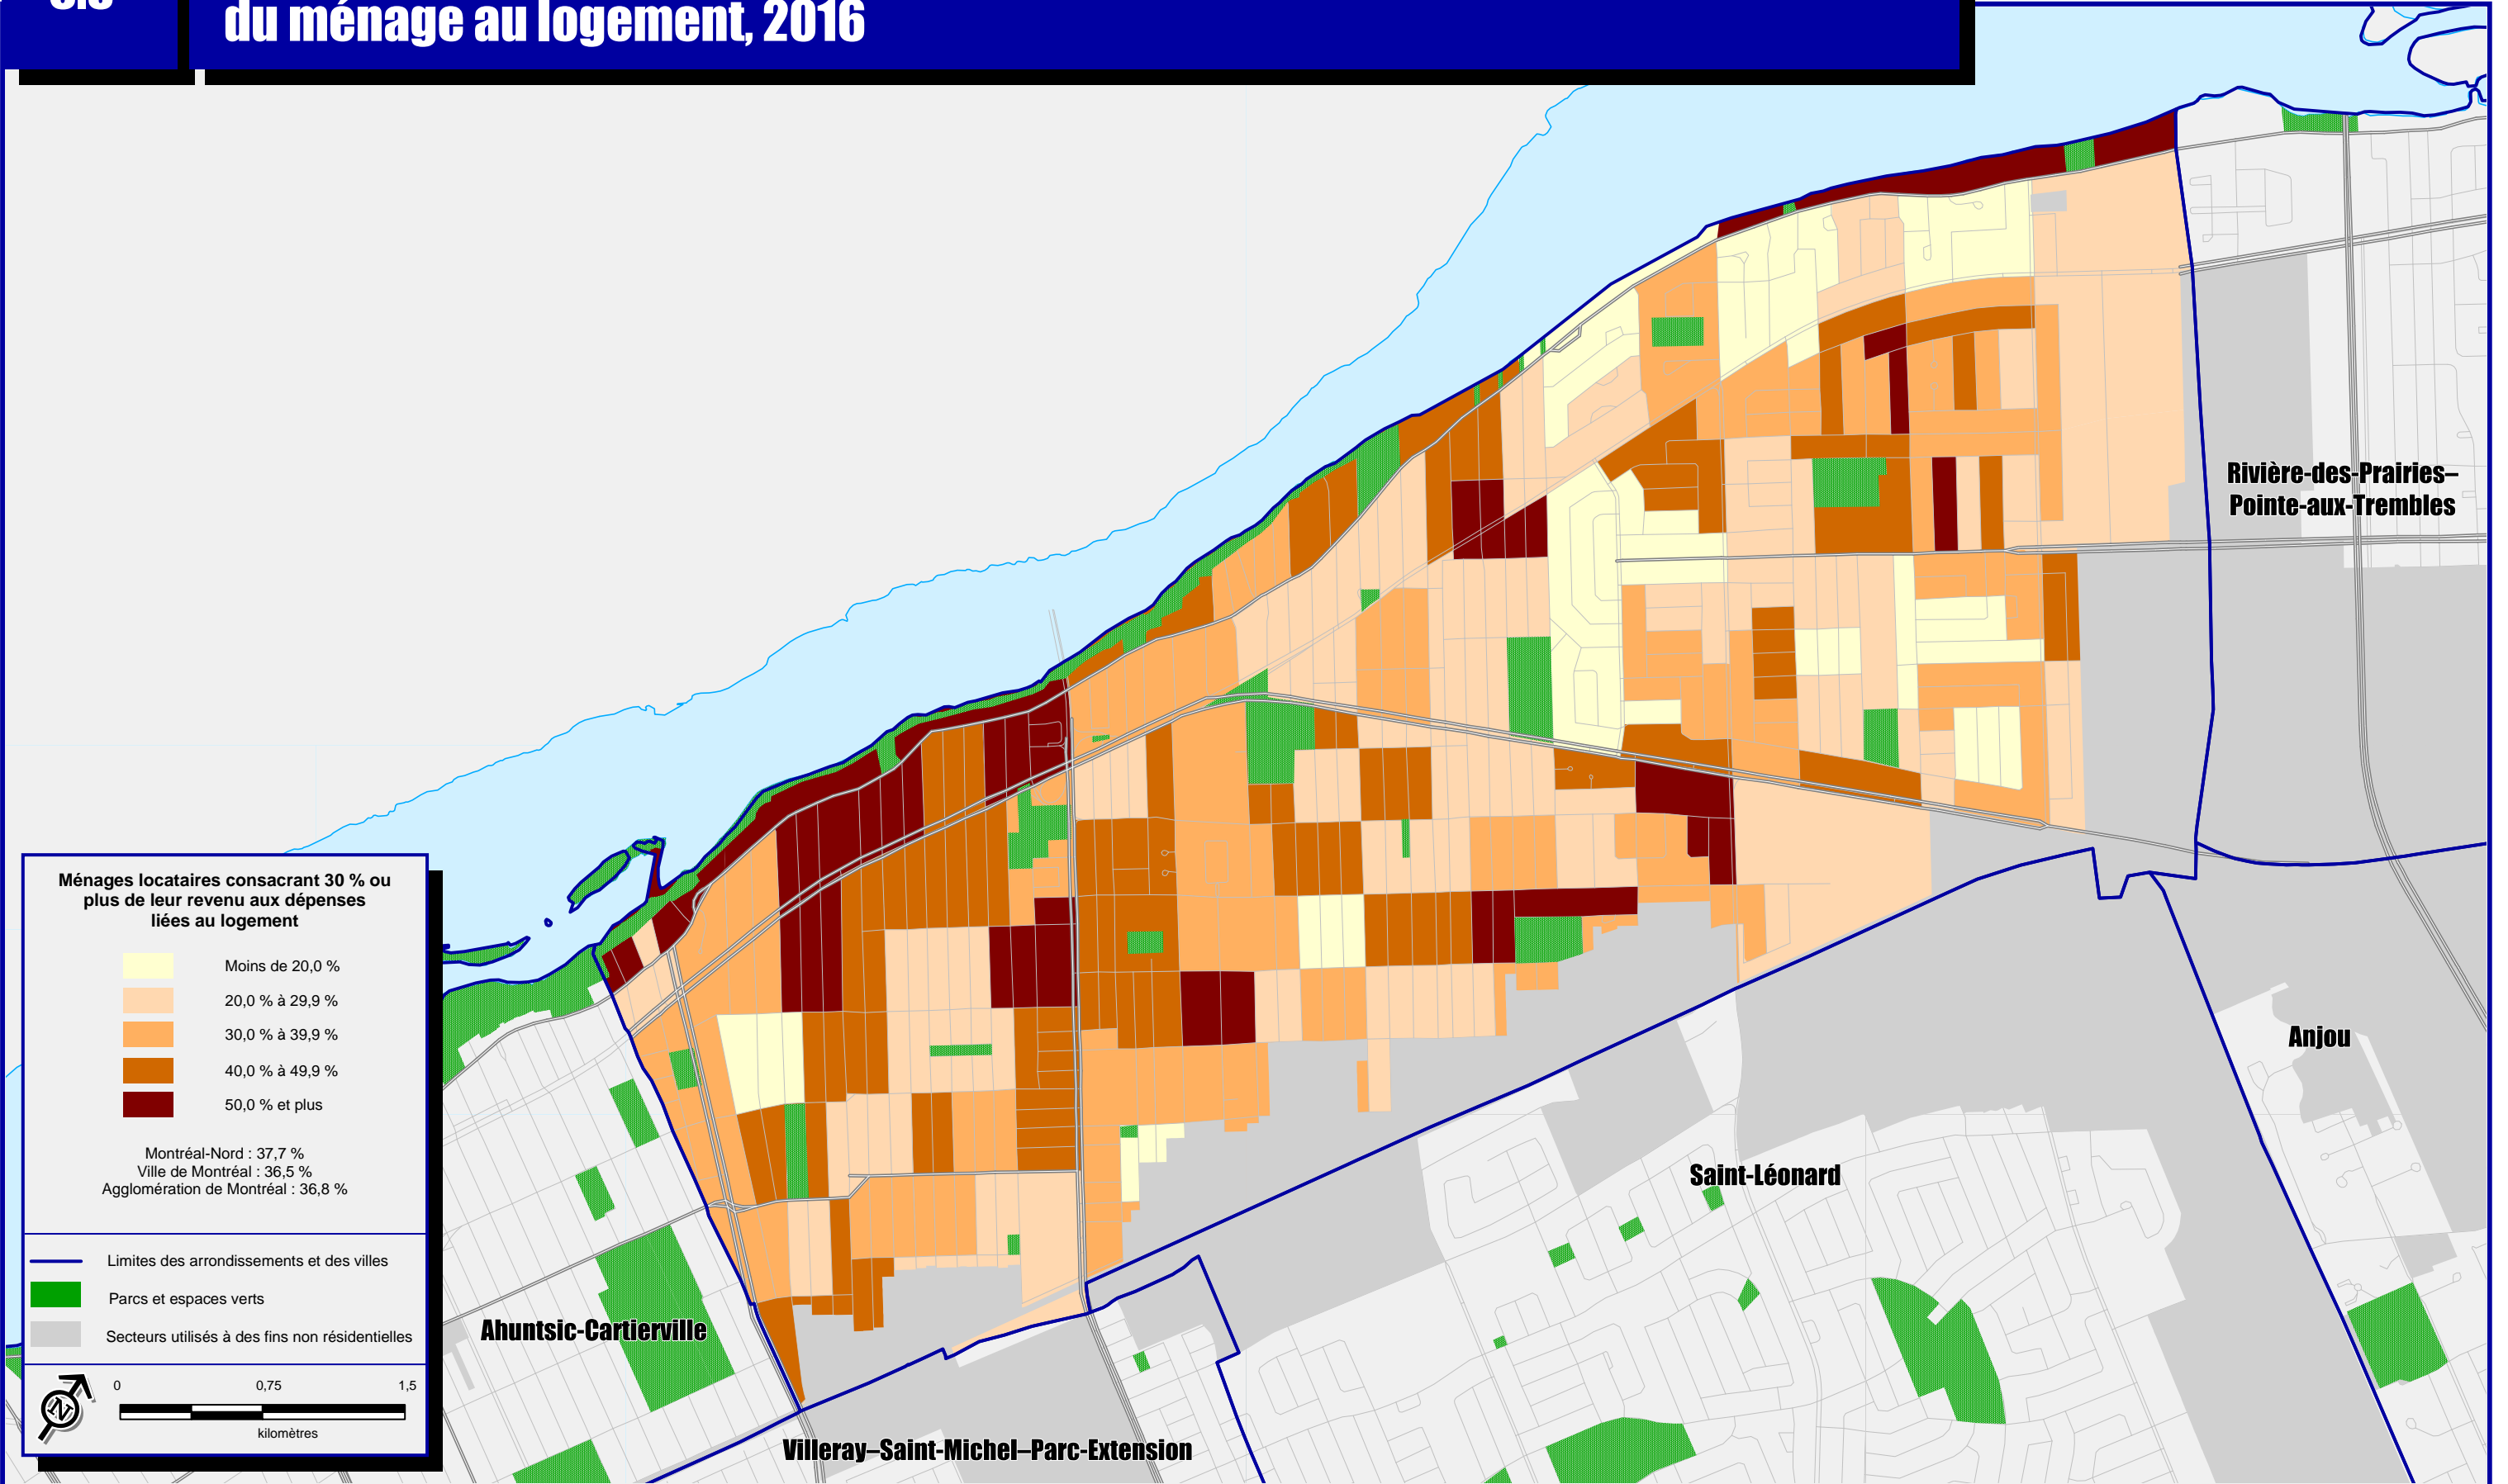 du ménage au logement, 2016
Rivière-des-Prairies–
Pointe-aux-Trembles
Anjou
Saint-Léonard
Ahuntsic-Cartierville
Villeray–Saint-Michel–Parc-Extension
Ménages locataires consacrant 30 % ou
plus de leur revenu aux dépenses
liées au logement
Moins de 20,0 %
20,0 % à 29,9 %
30,0 % à 39,9 %
40,0 % à 49,9 %
50,0 % et plus
Montréal-Nord : 37,7 %
Ville de Montréal : 36,5 %
Agglomération de Montréal : 36,8 %
Limites des arrondissements et des villes
Parcs et espaces verts
Secteurs utilisés à des fins non résidentielles
N
0 0,75 1,5
kilomètres